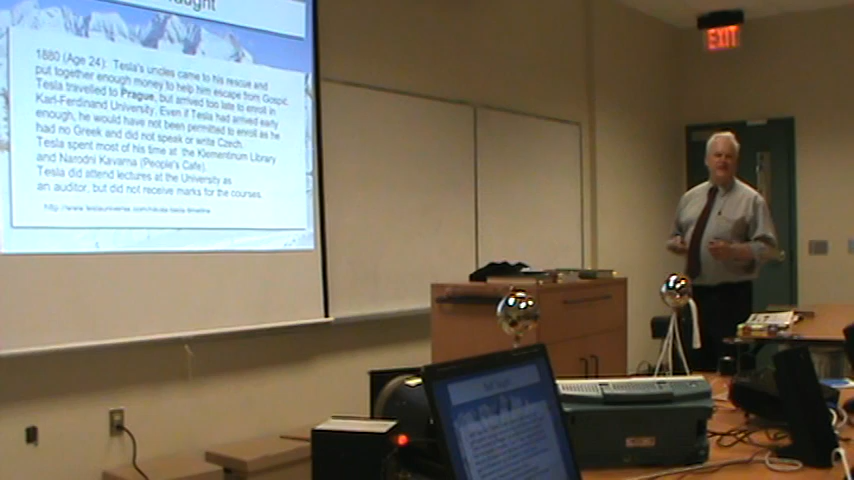 1880 (Age 24): Tesla's uncles came to his rescue and
put together enough money to help him escape from Gospic.
Tesla travelled to Prague, but arrived too late to enroll in
Karl-Ferdinand University. Even if Tesla had arrived early
enough, he would have not been permitted to enroll as he
had no Greek and did not speak or write Czech.
Tesla spent most of his time at the Klementinum Library
and Narodni Kavarna (People's Cafe).
Tesla did attend lectures at the University as
an auditor, but did not receive marks for the courses.
EXIT